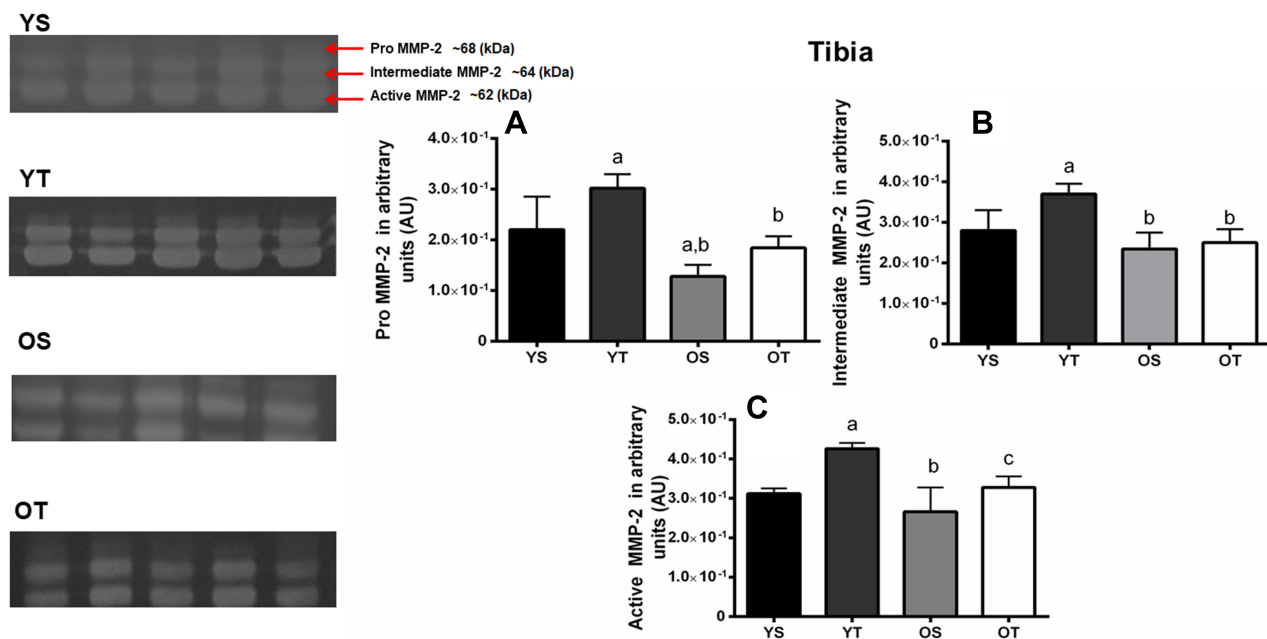 YS
Pro MMP-2 ~68 (kDa)
Intermediate MMP-2 ~64 (kDa)
Active MMP-2 ~62 (kDa)
YT
OS
OT
Tibia
A
Pro MMP-2 in arbitrary
units (AU)
4.0×10⁻¹
3.0×10⁻¹
2.0×10⁻¹
1.0×10⁻¹
0
a
a,b
b
YS YT OS OT
B
Intermediate MMP-2 in arbitrary
units (AU)
5.0×10⁻¹
4.0×10⁻¹
3.0×10⁻¹
2.0×10⁻¹
1.0×10⁻¹
0
a
b
b
YS YT OS OT
C
Active MMP-2 in arbitrary
units (AU)
5.0×10⁻¹
4.0×10⁻¹
3.0×10⁻¹
2.0×10⁻¹
1.0×10⁻¹
0
a
b
c
YS YT OS OT